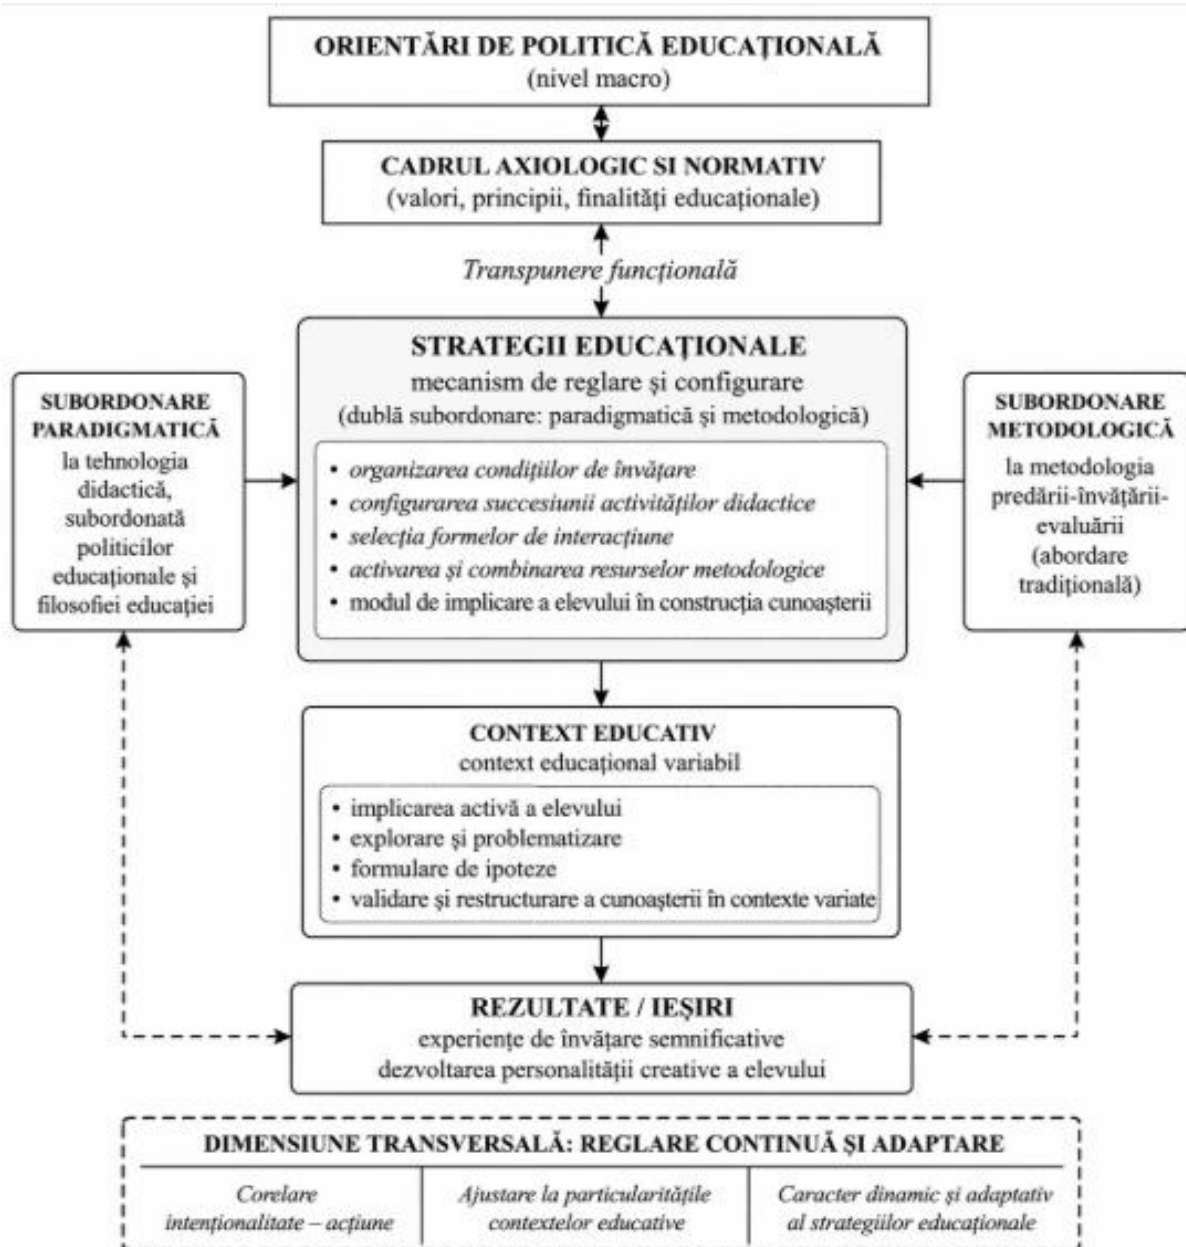 ORIENTĂRI DE POLITICĂ EDUCAȚIONALĂ
(nivel macro)
CADRUL AXIOLOGIC SI NORMATIV
(valori, principii, finalități educaționale)
Transpunere funcțională
STRATEGII EDUCAȚIONALE
mecanism de reglare și configurare
(dublă subordonare: paradigmatică și metodologică)
• organizarea condițiilor de învățare
• configurarea succesiunii activităților didactice
• selecția formelor de interacțiune
• activarea și combinarea resurselor metodologice
• modul de implicare a elevului în construcția cunoașterii
SUBORDONARE
PARADIGMATICĂ
la tehnologia
didactică,
subordonată
politicilor
educaționale și
filosofiei educației
SUBORDONARE
METODOLOGICĂ
la metodologia
predării-învățării-
evaluării
(abordare
tradițională)
CONTEXT EDUCATIV
context educațional variabil
• implicarea activă a elevului
• explorare și problematizare
• formulare de ipoteze
• validare și restructurare a cunoașterii în contexte variate
REZULTATE / IEȘIRI
experiențe de învățare semnificative
dezvoltarea personalității creative a elevului
DIMENSIUNE TRANSVERSALĂ: REGLARE CONTINUĂ ȘI ADAPTARE
Corelare
intenționalitate – acțiune
Ajustare la particularitățile
contextelor educative
Caracter dinamic și adaptativ
al strategiilor educaționale